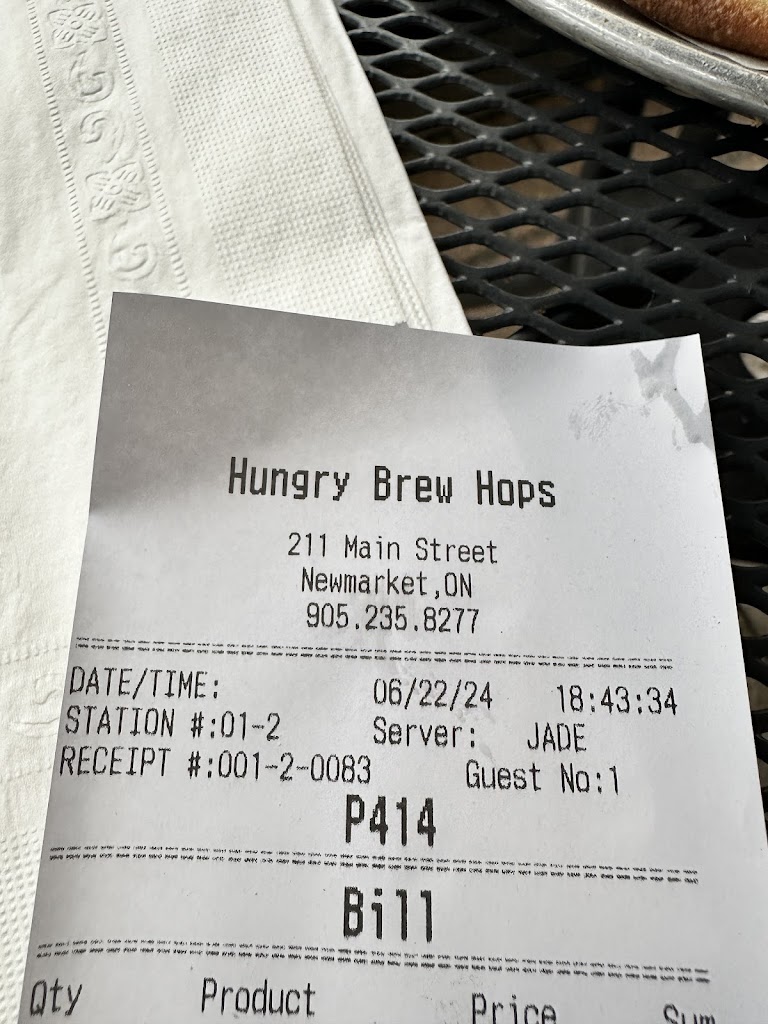 Hungry Brew Hops
211 Main Street
Newmarket,ON
905.235.8277
DATE/TIME: 06/22/24 18:43:34
STATION #:01-2 Server: JADE
RECEIPT #:001-2-0083 Guest No:1
P414
Bill
Qty Product Price Sum